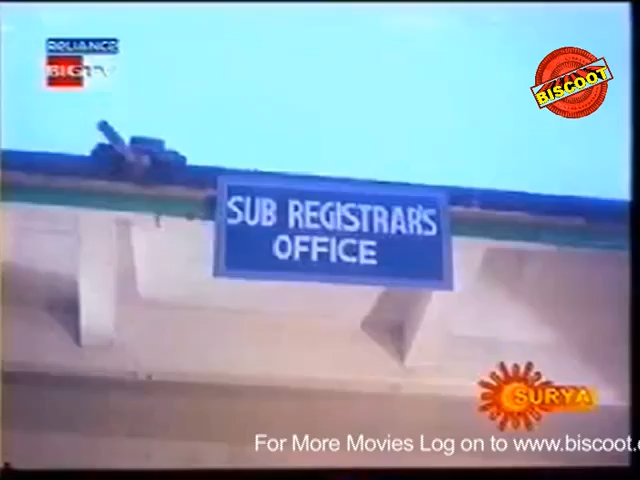 RELIANCE
BIG TV
BISCOOT
SUB REGISTRAR'S
OFFICE
SURYA
For More Movies Log on to www.biscoot.